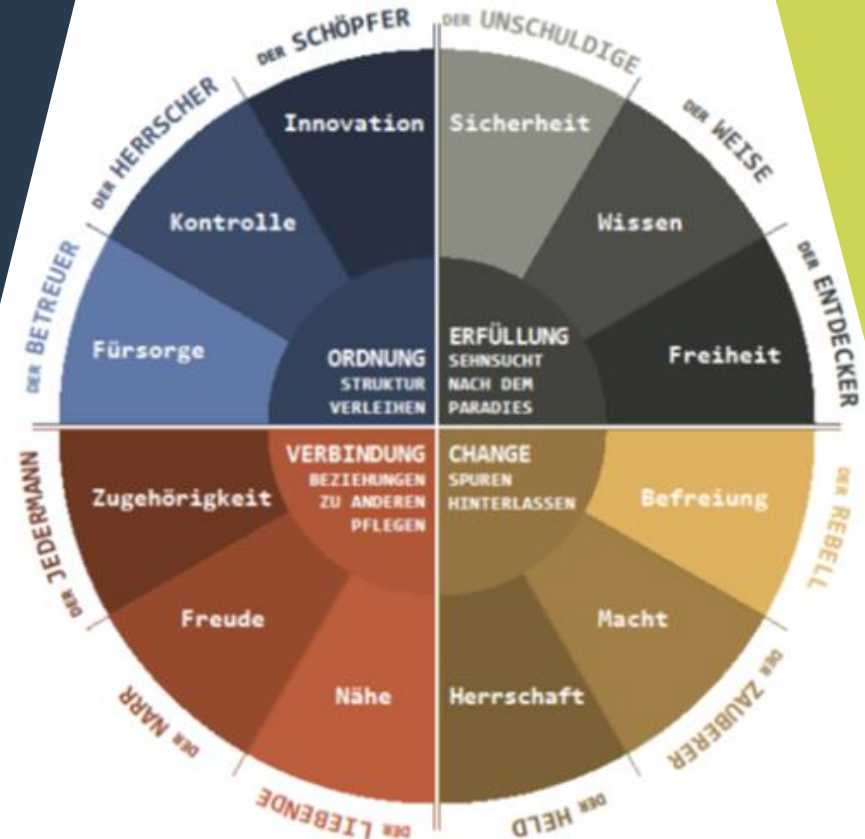 DER SCHÖPFER
DER UNSCHULDIGE
DER HERRSCHER
DER WEISE
Innovation
Sicherheit
Kontrolle
Wissen
DER BETREUER
DER ENTDECKER
Fürsorge
Freiheit
ORDNUNG
STRUKTUR
VERLEIHEN
ERFÜLLUNG
SEHNSUCHT
NACH DEM
PARADIES
VERBINDUNG
BEZIEHUNGEN
ZU ANDEREN
PFLEGEN
CHANGE
SPUREN
HINTERLASSEN
DER JEDERMANN
Zugehörigkeit
Befreiung
DER REBELL
Freude
Macht
DER NARR
DER ZAUBERER
Nähe
Herrschaft
DER LIEBENDE
DER HELD